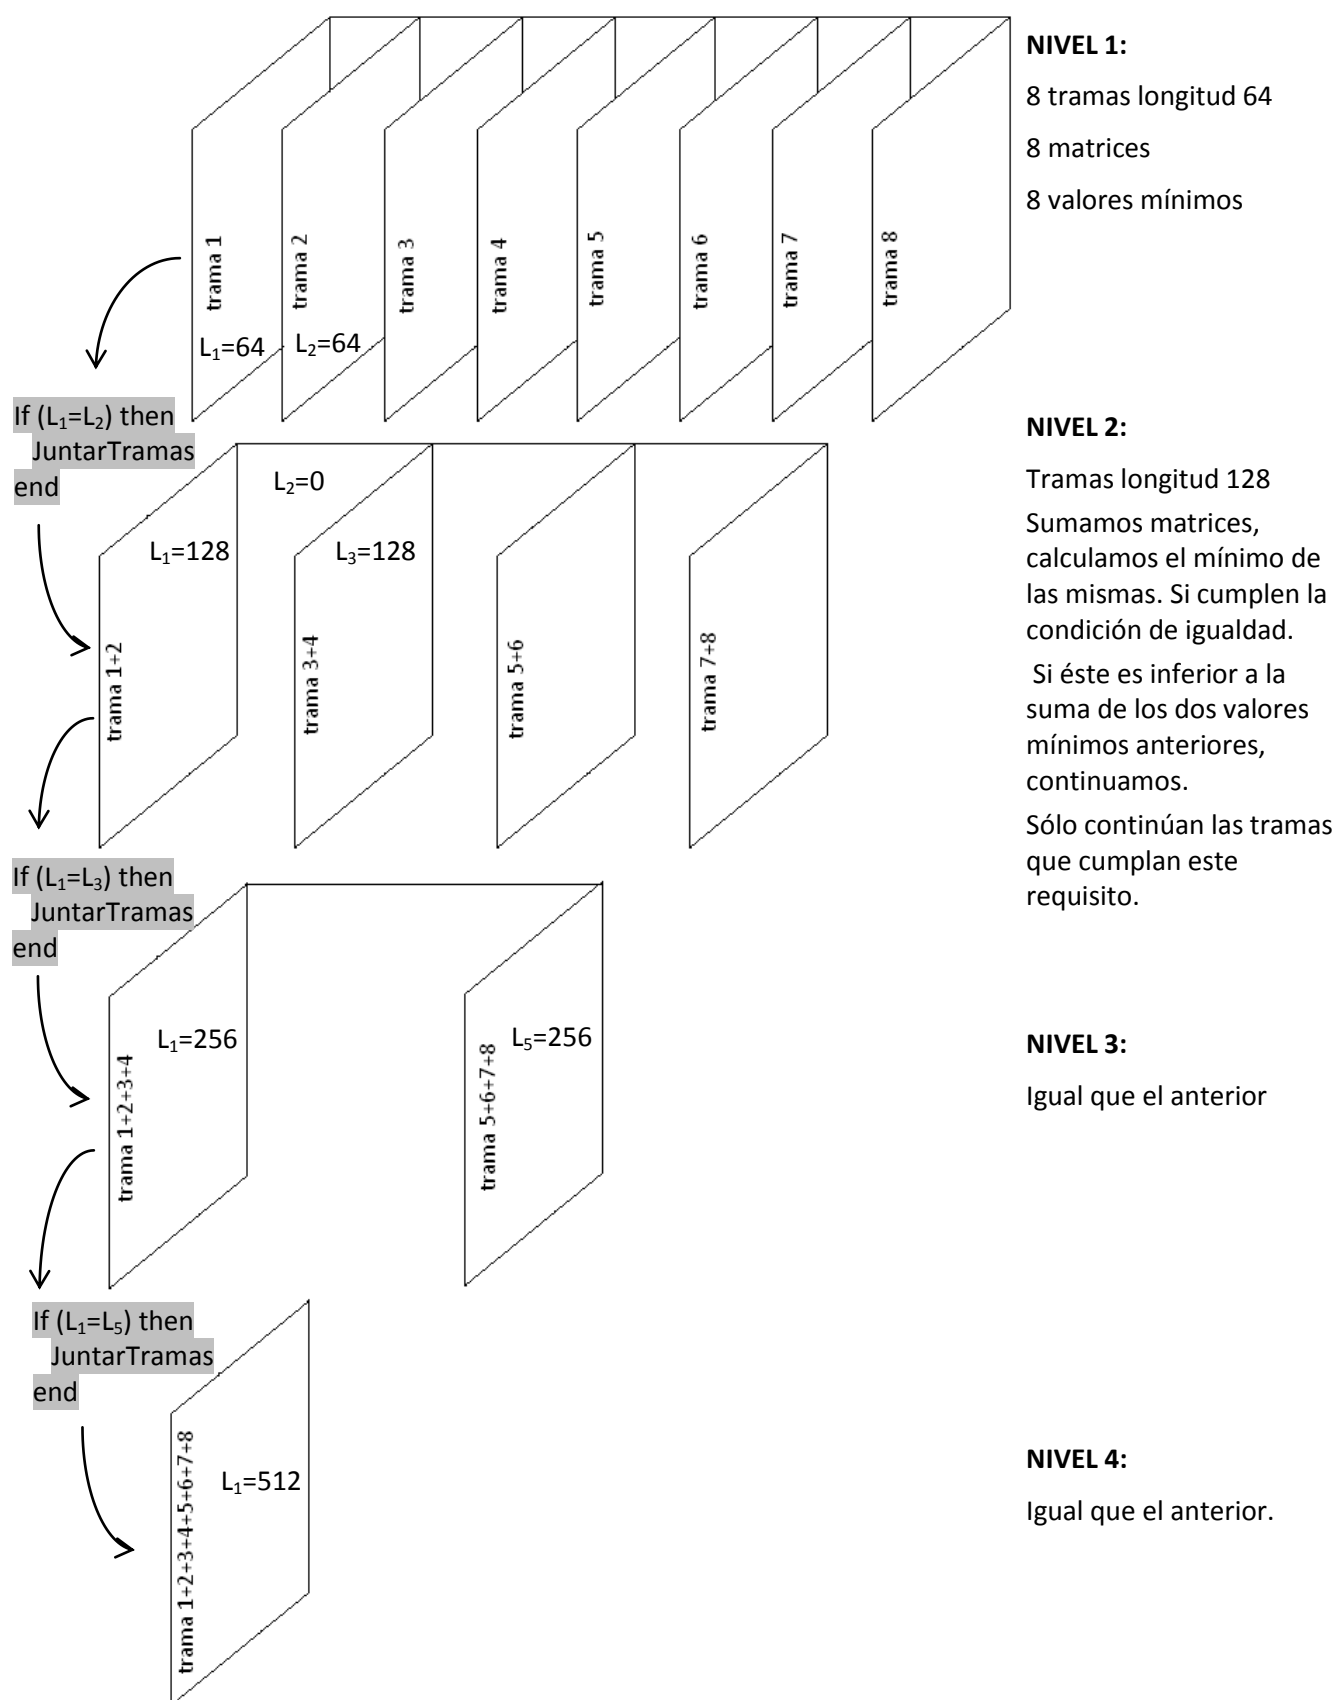 NIVEL 1:
8 tramas longitud 64
8 matrices
8 valores mínimos
trama 1
trama 2
trama 3
trama 4
trama 5
trama 6
trama 7
trama 8
L₁=64
L₂=64
If (L₁=L₂) then
JuntarTramas
end
NIVEL 2:
Tramas longitud 128
Sumamos matrices,
calculamos el mínimo de
las mismas. Si cumplen la
condición de igualdad.
Si éste es inferior a la
suma de los dos valores
mínimos anteriores,
continuamos.
Sólo continúan las tramas
que cumplan este
requisito.
L₂=0
L₁=128
L₃=128
trama 1+2
trama 3+4
trama 5+6
trama 7+8
If (L₁=L₃) then
JuntarTramas
end
NIVEL 3:
Igual que el anterior
L₁=256
L₅=256
trama 1+2+3+4
trama 5+6+7+8
If (L₁=L₅) then
JuntarTramas
end
NIVEL 4:
Igual que el anterior.
L₁=512
trama 1+2+3+4+5+6+7+8